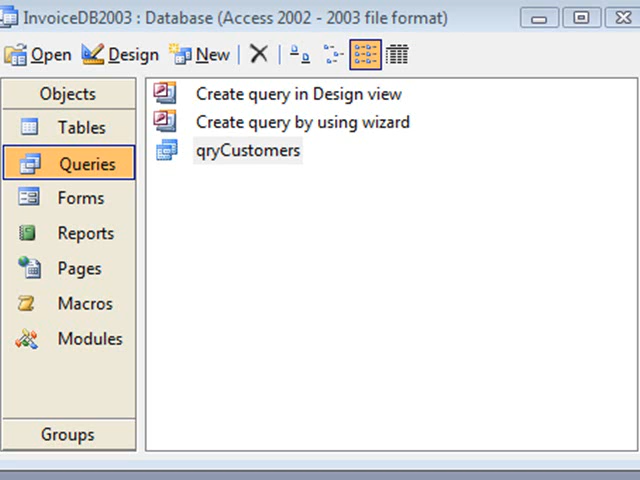 InvoiceDB2003 : Database (Access 2002 - 2003 file format)
Open Design New
Objects
Tables
Queries
Forms
Reports
Pages
Macros
Modules
Groups
Create query in Design view
Create query by using wizard
qryCustomers